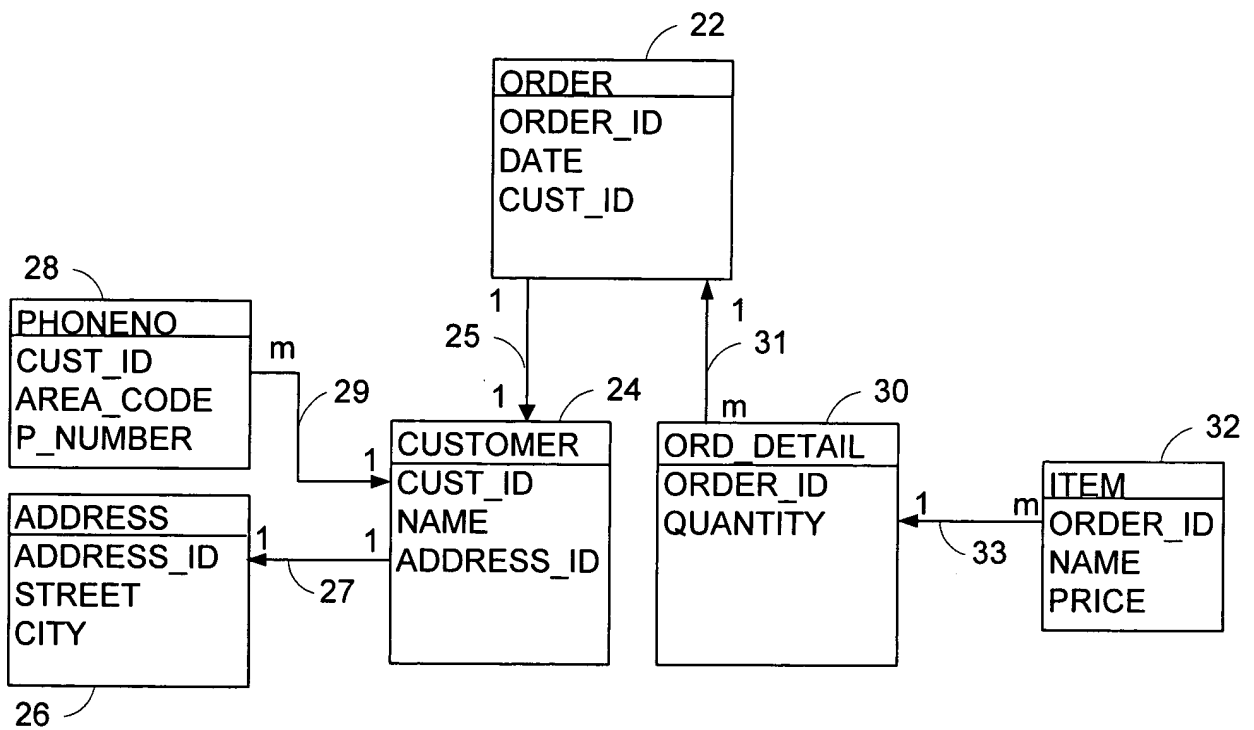 22
ORDER
ORDER_ID
DATE
CUST_ID
28
PHONENO
CUST_ID
AREA_CODE
P_NUMBER
m
29
1
1
25
1
1
31
m
24
CUSTOMER
CUST_ID
NAME
ADDRESS_ID
30
ORD_DETAIL
ORDER_ID
QUANTITY
32
ITEM
ORDER_ID
NAME
PRICE
1
m
33
ADDRESS
ADDRESS_ID
STREET
CITY
1
1
27
26